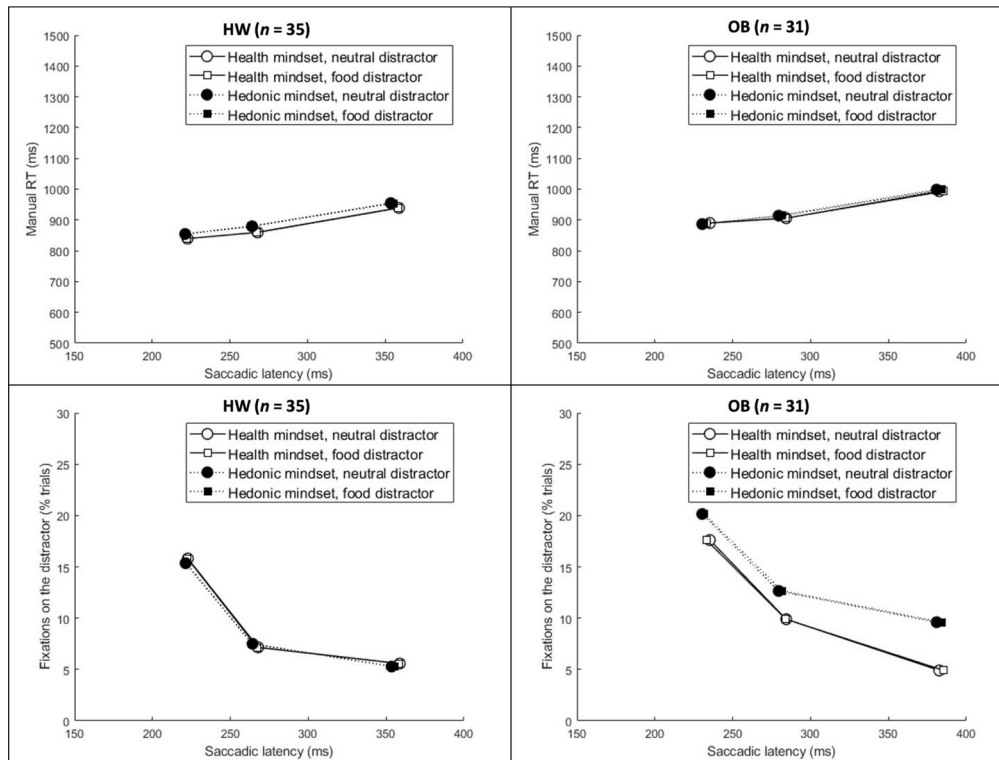 HW (n = 35)
Health mindset, neutral distractor
Health mindset, food distractor
Hedonic mindset, neutral distractor
Hedonic mindset, food distractor
Manual RT (ms)
1500
1400
1300
1200
1100
1000
900
800
700
600
500
150
200
250
300
350
400
Saccadic latency (ms)
OB (n = 31)
Health mindset, neutral distractor
Health mindset, food distractor
Hedonic mindset, neutral distractor
Hedonic mindset, food distractor
Manual RT (ms)
1500
1400
1300
1200
1100
1000
900
800
700
600
500
150
200
250
300
350
400
Saccadic latency (ms)
HW (n = 35)
Health mindset, neutral distractor
Health mindset, food distractor
Hedonic mindset, neutral distractor
Hedonic mindset, food distractor
Fixations on the distractor (% trials)
30
25
20
15
10
5
0
150
200
250
300
350
400
Saccadic latency (ms)
OB (n = 31)
Health mindset, neutral distractor
Health mindset, food distractor
Hedonic mindset, neutral distractor
Hedonic mindset, food distractor
Fixations on the distractor (% trials)
30
25
20
15
10
5
0
150
200
250
300
350
400
Saccadic latency (ms)